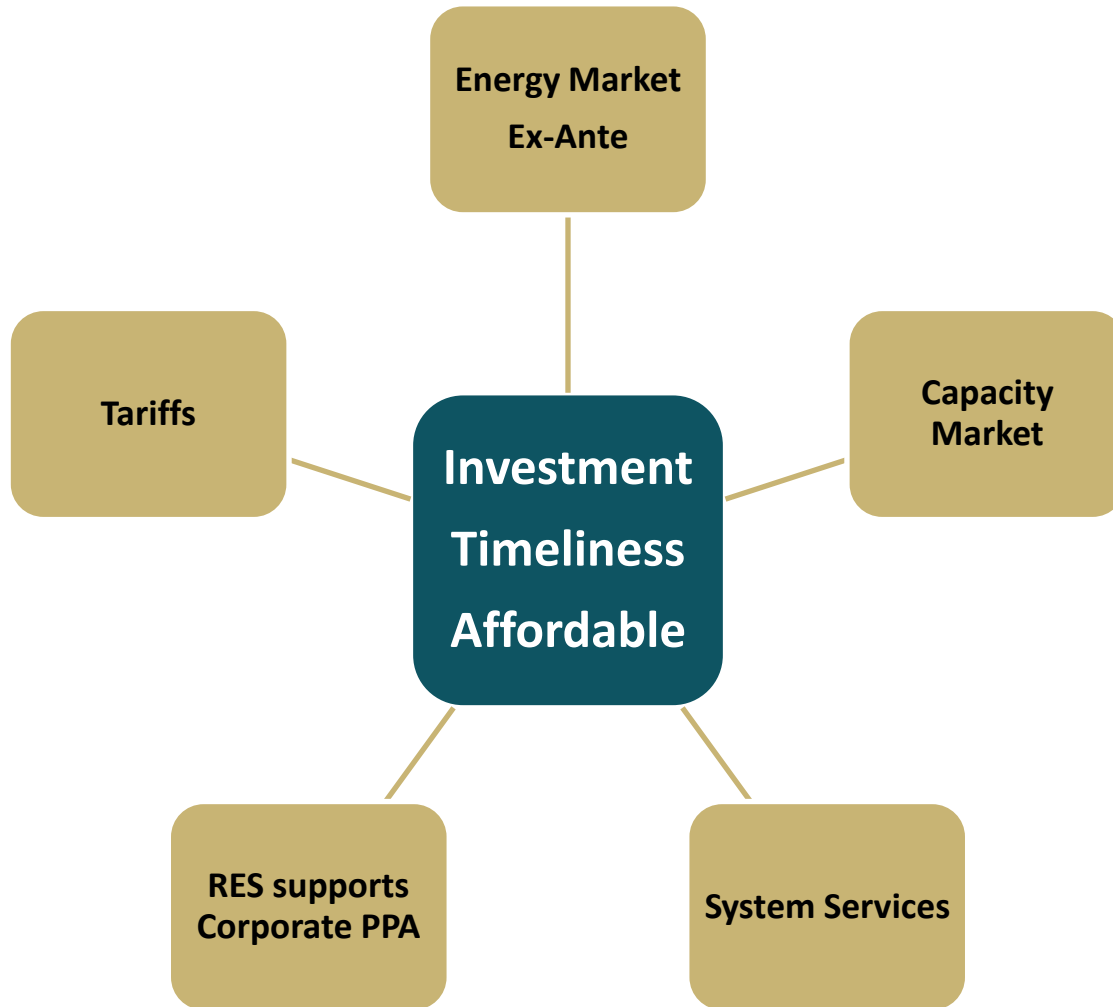 Energy Market
Ex-Ante
Tariffs
Capacity
Market
Investment
Timeliness
Affordable
RES supports
Corporate PPA
System Services